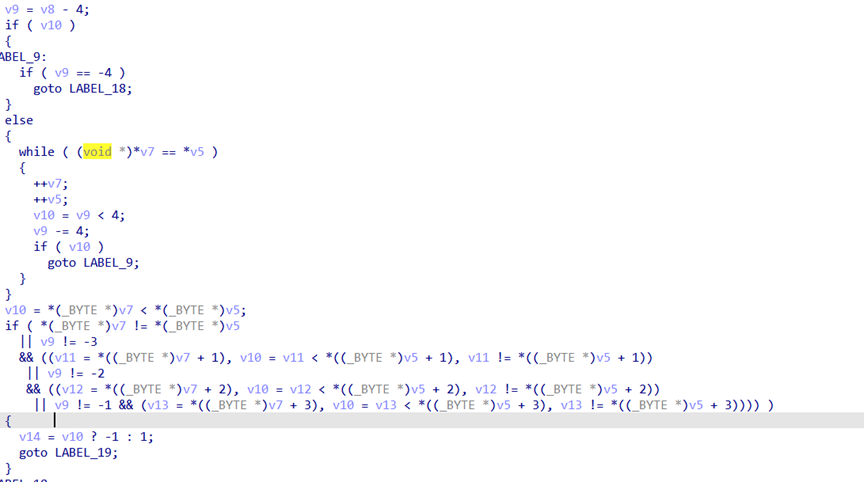 v9 = v8 - 4;
if ( v10 )
{
ABEL_9:
if ( v9 == -4 )
goto LABEL_18;
}
else
{
while ( (void *)*v7 == *v5 )
{
++v7;
++v5;
v10 = v9 < 4;
v9 -= 4;
if ( v10 )
goto LABEL_9;
}
}
v10 = *(_BYTE *)v7 < *(_BYTE *)v5;
if ( *(_BYTE *)v7 != *(_BYTE *)v5
|| v9 != -3
&& ((v11 = *((_BYTE *)v7 + 1), v10 = v11 < *((_BYTE *)v5 + 1), v11 != *((_BYTE *)v5 + 1))
|| v9 != -2
&& ((v12 = *((_BYTE *)v7 + 2), v10 = v12 < *((_BYTE *)v5 + 2), v12 != *((_BYTE *)v5 + 2))
|| v9 != -1 && (v13 = *((_BYTE *)v7 + 3), v10 = v13 < *((_BYTE *)v5 + 3), v13 != *((_BYTE *)v5 + 3)))) )
{
v14 = v10 ? -1 : 1;
goto LABEL_19;
}